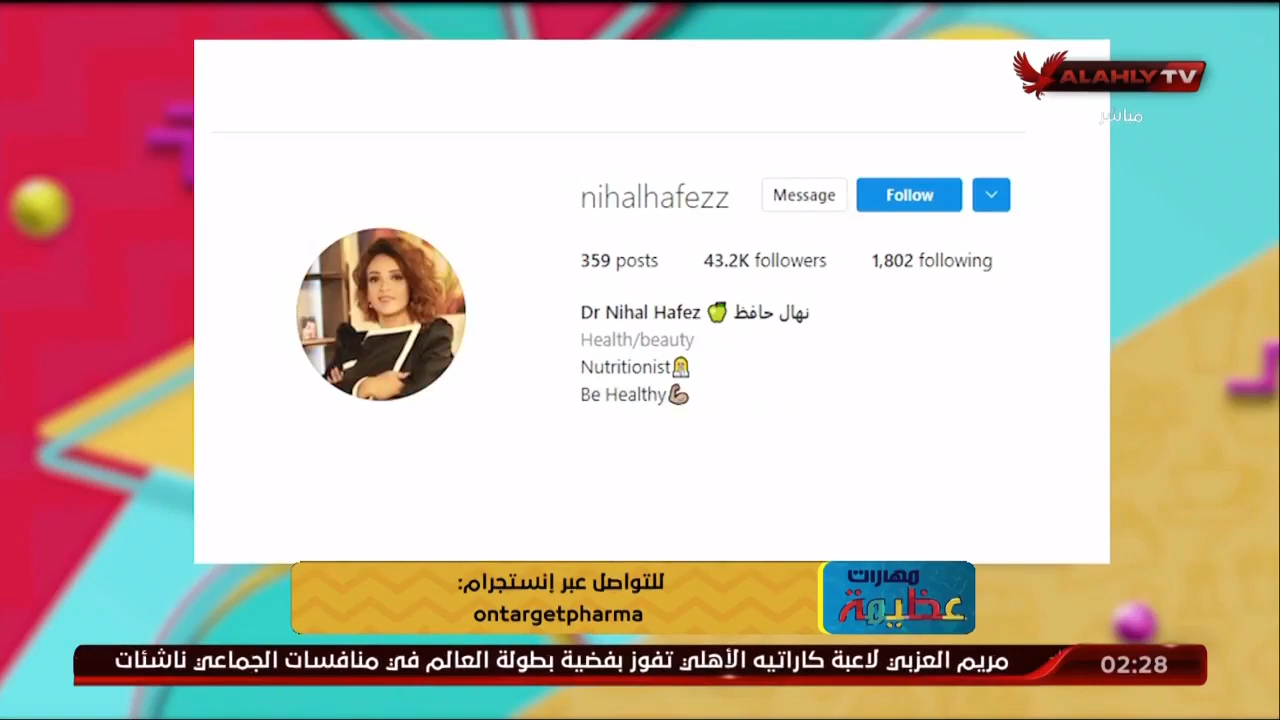 ALAHLY TV
مباشر
nihalhafezz
Message
Follow
359 posts
43.2K followers
1,802 following
Dr Nihal Hafez 🍏 نهال حافظ
Health/beauty
Nutritionist👩‍🔬
Be Healthy💪🏽
للتواصل عبر إنستجرام:
ontargetpharma
مهارات
عظيمة
مريم العزبي لاعبة كاراتيه الأهلي تفوز بفضية بطولة العالم في منافسات الجماعي ناشئات
02:28